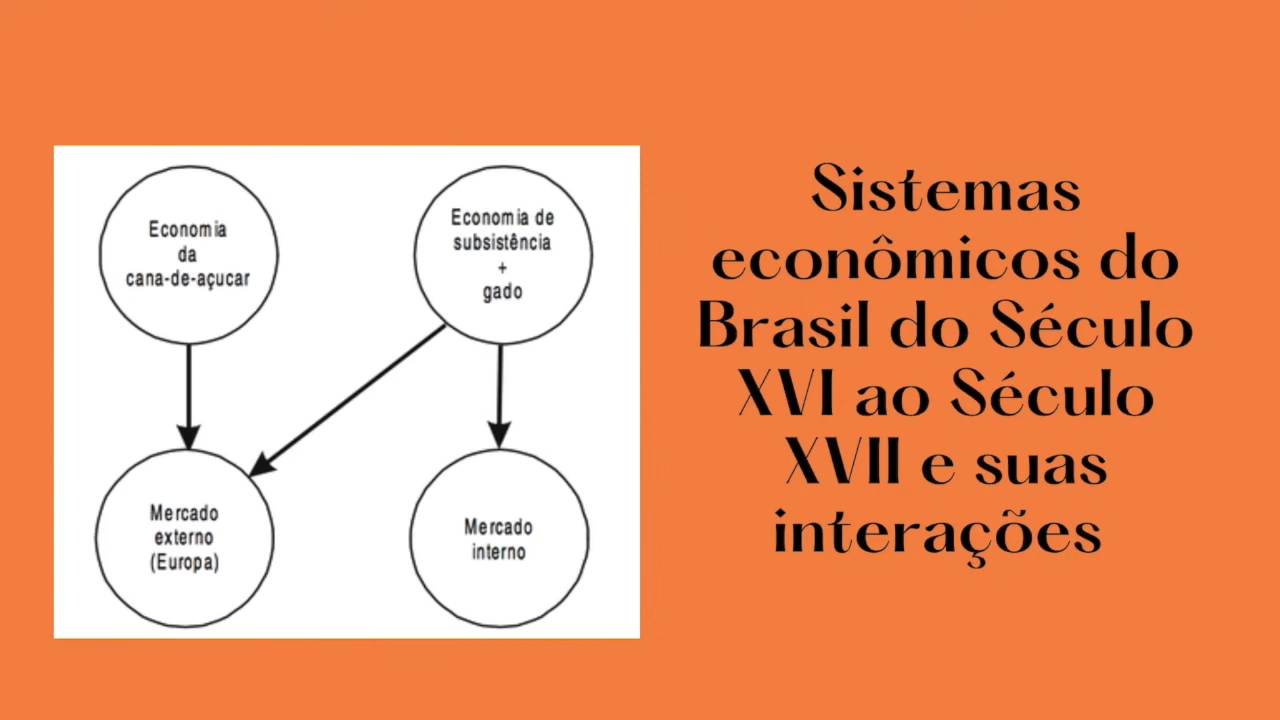 Economia
da
cana-de-açucar
Economia de
subsistência
+
gado
Mercado
externo
(Europa)
Mercado
interno
Sistemas
econômicos do
Brasil do Século
XVI ao Século
XVII e suas
interações